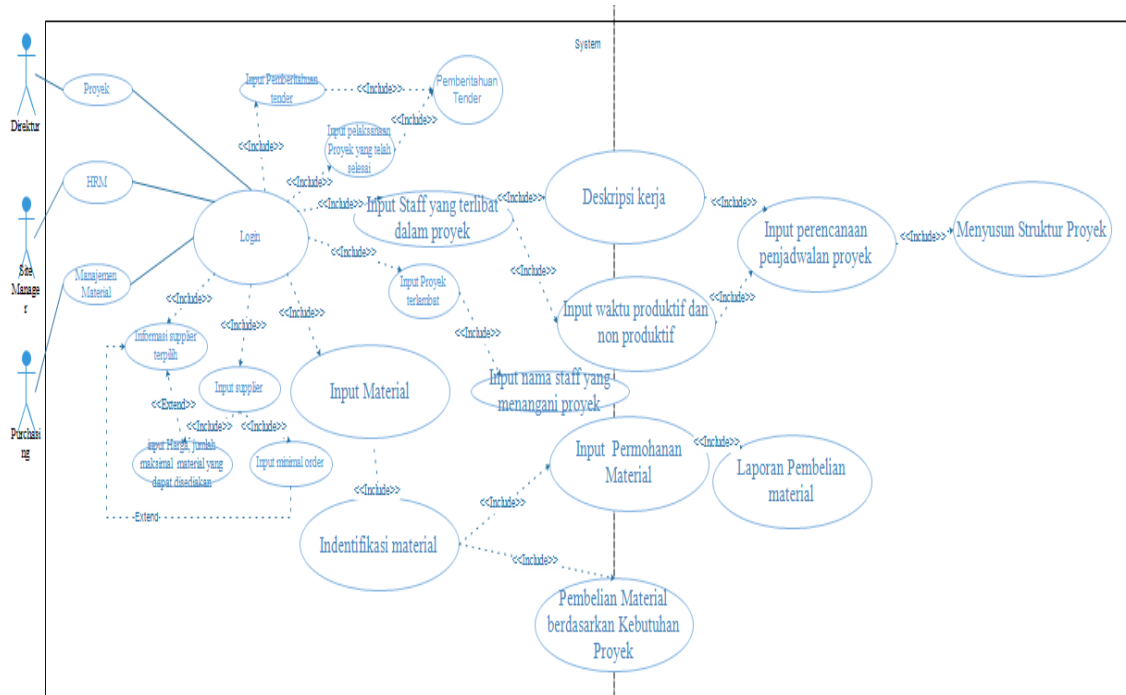 System
Direktur
Proyek
Input Pemberitahuan
tender
<<Include>>
Pemberitahuan
Tender
<<Include>>
<<Include>>
Input pelaksanaan
Proyek yang telah
selesai
<<Include>>
HRM
<<Include>>
Input Staff yang terlibat
dalam proyek
<<Include>>
Deskripsi kerja
<<Include>>
Input perencanaan
penjadwalan proyek
<<Include>>
Menyusun Struktur Proyek
Site
Manage
r
Login
<<Include>>
Manajemen
Material
Input Proyek
terlambat
<<Include>>
Input waktu produktif dan
non produktif
<<Include>>
<<Include>>
<<Include>>
<<Include>>
<<Include>>
Informasi supplier
terpilih
Purchasi
ng
Input supplier
Input Material
Input nama staff yang
menangani proyek
<<Extend>>
<<Include>>
<<Include>>
input Harga, jumlah
maksimal material yang
dapat disediakan
Input minimal order
Input Permohanan
Material
<<Include>>
Laporan Pembelian
material
<<Include>>
<<Include>>
Extend
Indentifikasi material
<<Include>>
Pembelian Material
berdasarkan Kebutuhan
Proyek